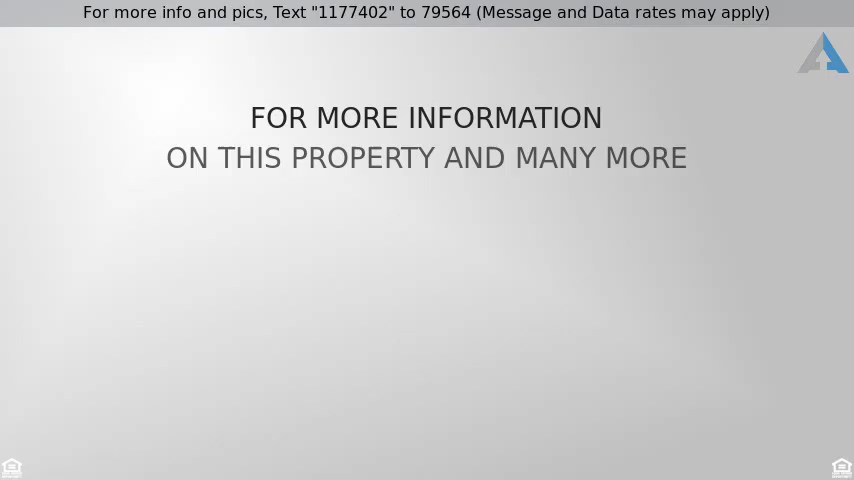 For more info and pics, Text "1177402" to 79564 (Message and Data rates may apply)
FOR MORE INFORMATION
ON THIS PROPERTY AND MANY MORE